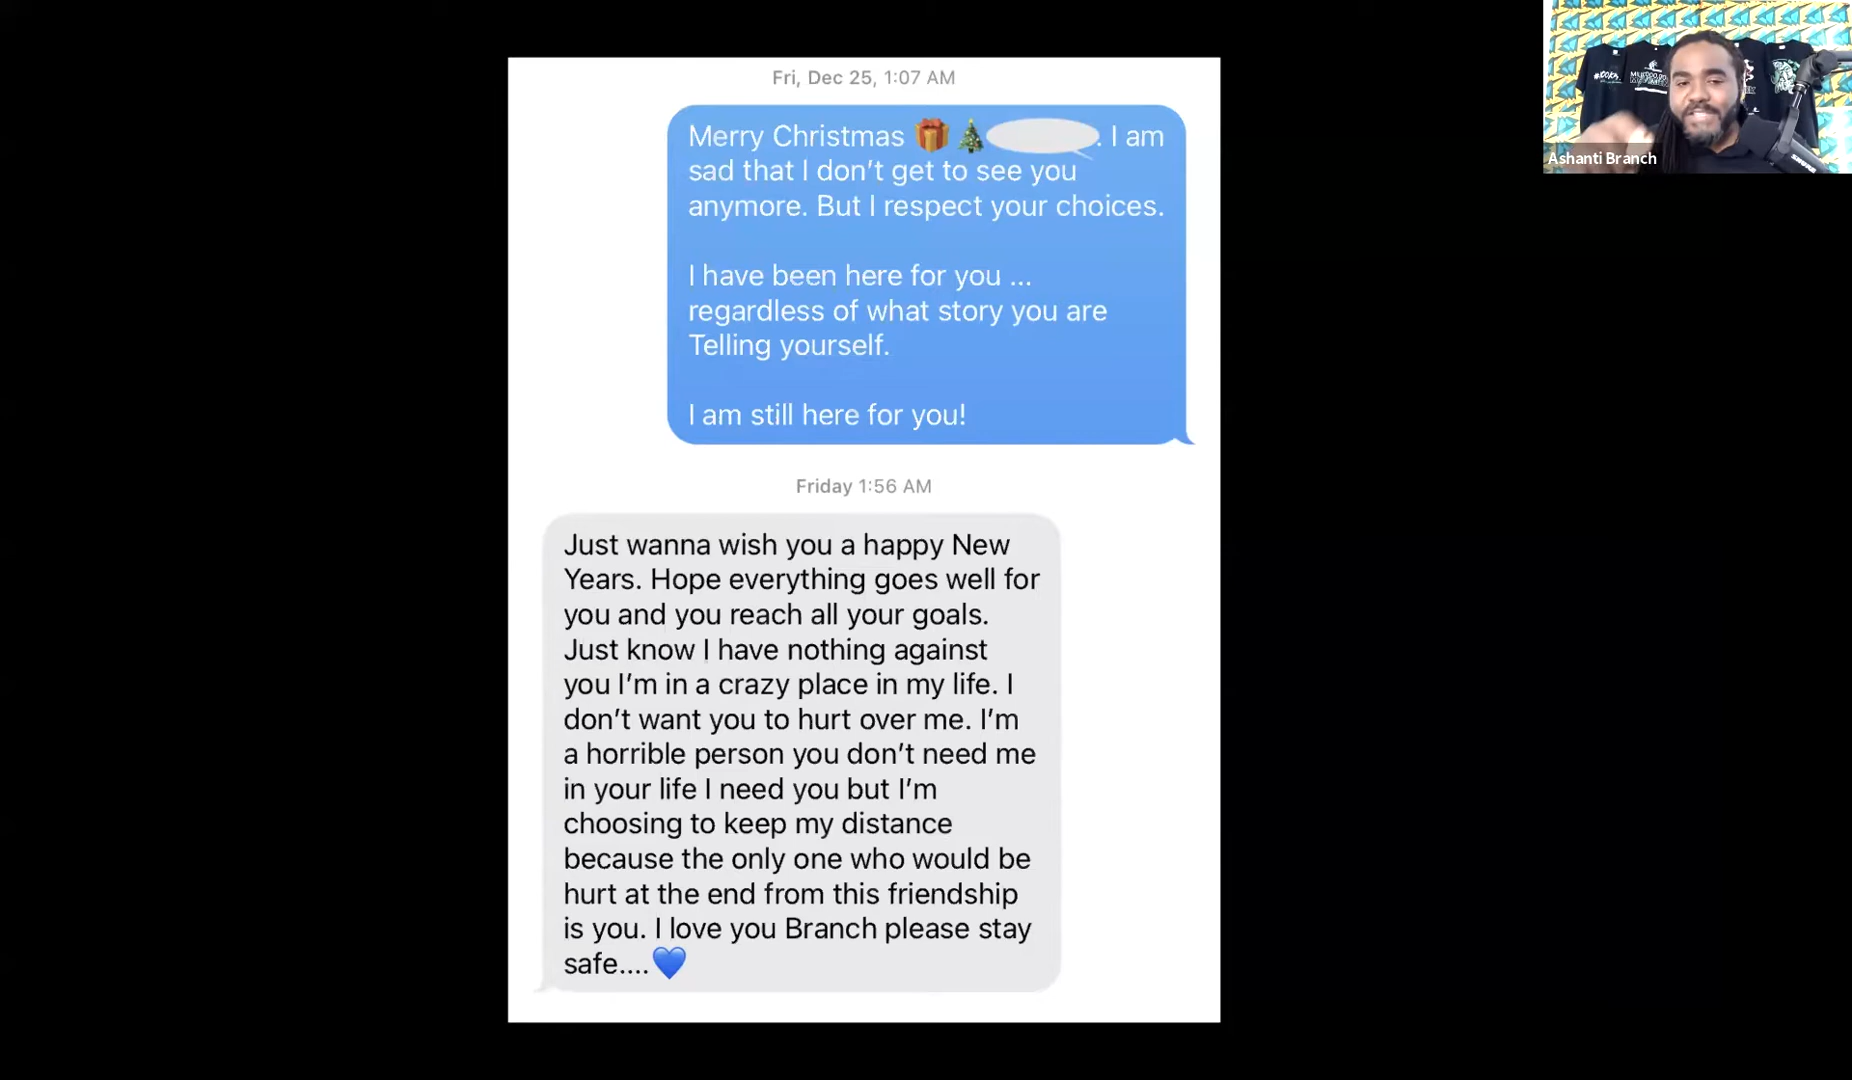 Fri, Dec 25, 1:07 AM
Merry Christmas 🎁🎄 . I am
sad that I don't get to see you
anymore. But I respect your choices.
I have been here for you ...
regardless of what story you are
Telling yourself.
I am still here for you!
Friday 1:56 AM
Just wanna wish you a happy New
Years. Hope everything goes well for
you and you reach all your goals.
Just know I have nothing against
you I'm in a crazy place in my life. I
don't want you to hurt over me. I'm
a horrible person you don't need me
in your life I need you but I'm
choosing to keep my distance
because the only one who would be
hurt at the end from this friendship
is you. I love you Branch please stay
safe....💙
Ashanti Branch
SHURE